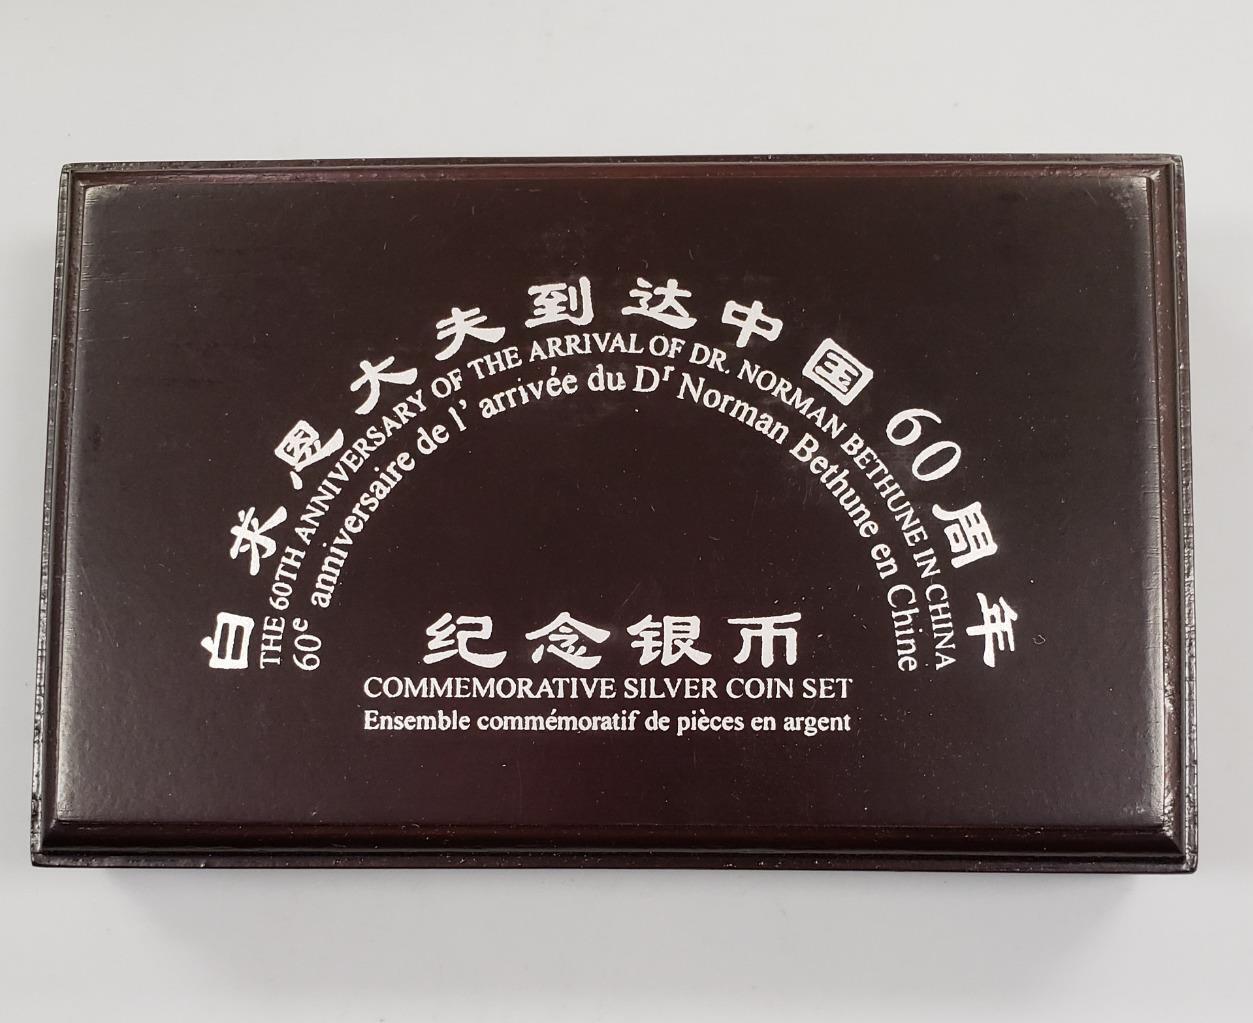 白求恩大夫到达中国60周年
THE 60TH ANNIVERSARY OF THE ARRIVAL OF DR. NORMAN BETHUNE IN CHINA
60e anniversaire de l' arrivée du Dr Norman Bethune en Chine
纪念银币
COMMEMORATIVE SILVER COIN SET
Ensemble commémoratif de pièces en argent